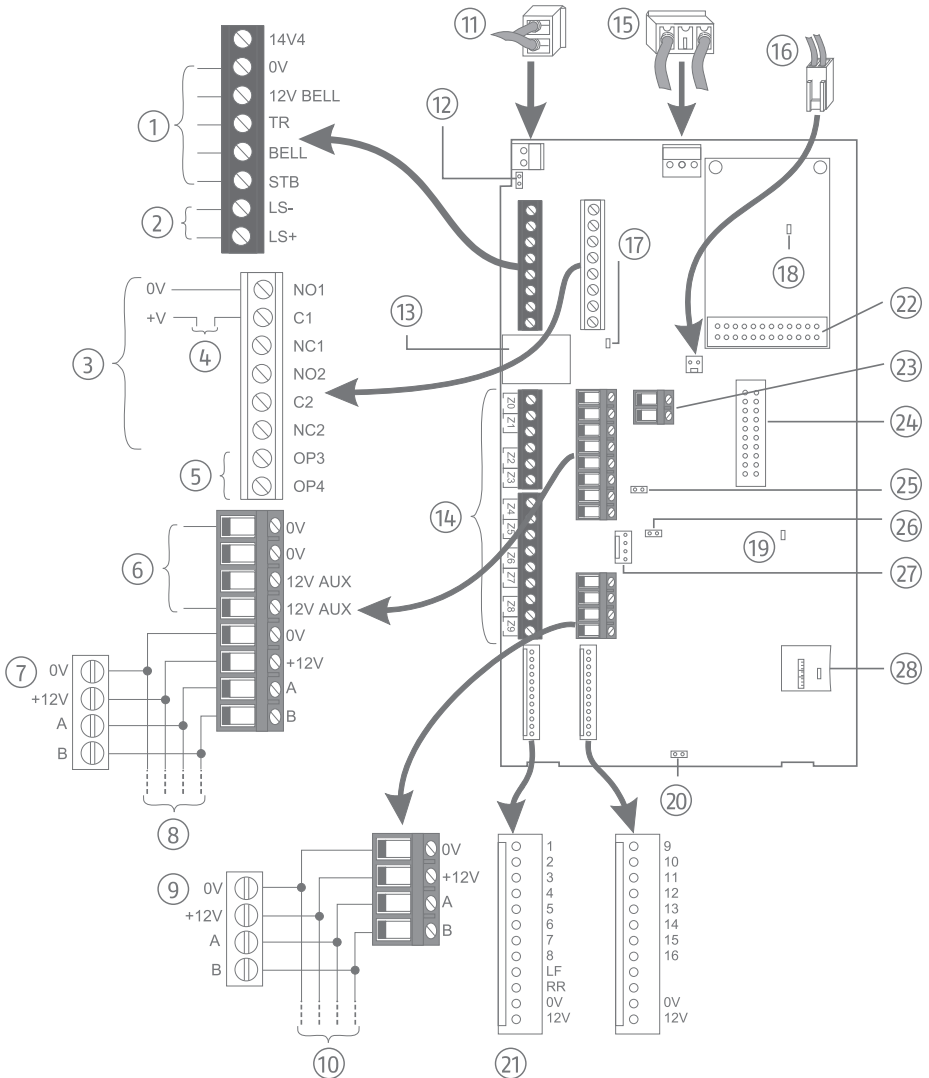 14V4
0V
12V BELL
TR
BELL
STB
LS-
LS+
1
2
NO1
C1
NC1
NO2
C2
NC2
OP3
OP4
0V
+V
3
4
5
0V
0V
12V AUX
12V AUX
0V
+12V
A
B
6
7
0V
+12V
A
B
8
0V
+12V
A
B
9
0V
+12V
A
B
10
11
12
13
14
15
16
17
18
19
20
Z0
Z1
Z2
Z3
Z4
Z5
Z6
Z7
Z8
Z9
22
23
24
25
26
27
28
1
2
3
4
5
6
7
8
LF
RR
0V
12V
21
9
10
11
12
13
14
15
16
0V
12V